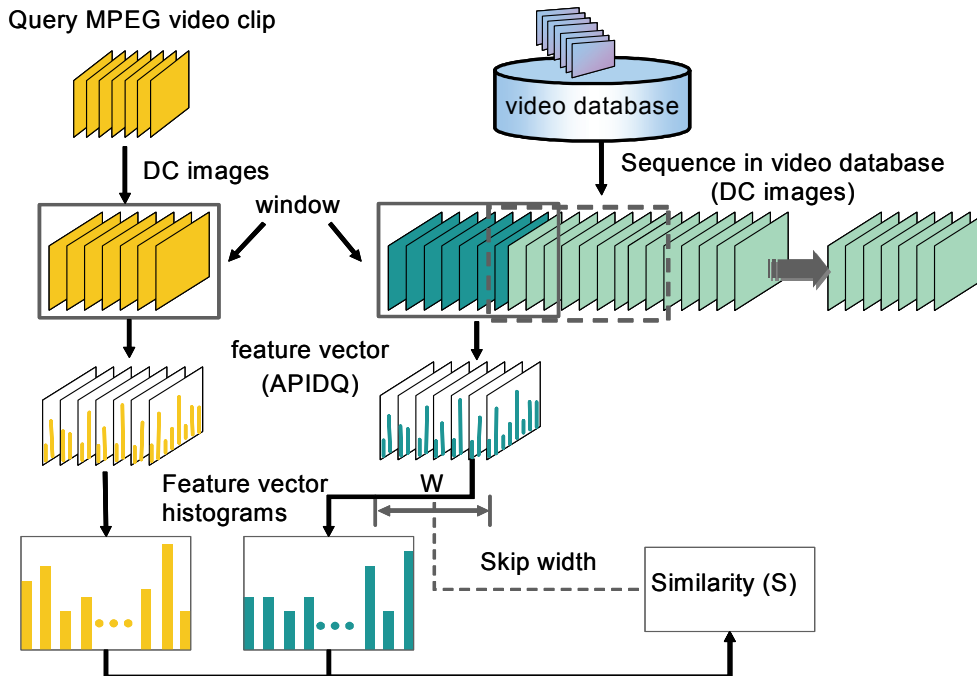 Query MPEG video clip
video database
DC images
Sequence in video database
(DC images)
window
feature vector
(APIDQ)
Feature vector
histograms
W
Skip width
Similarity (S)